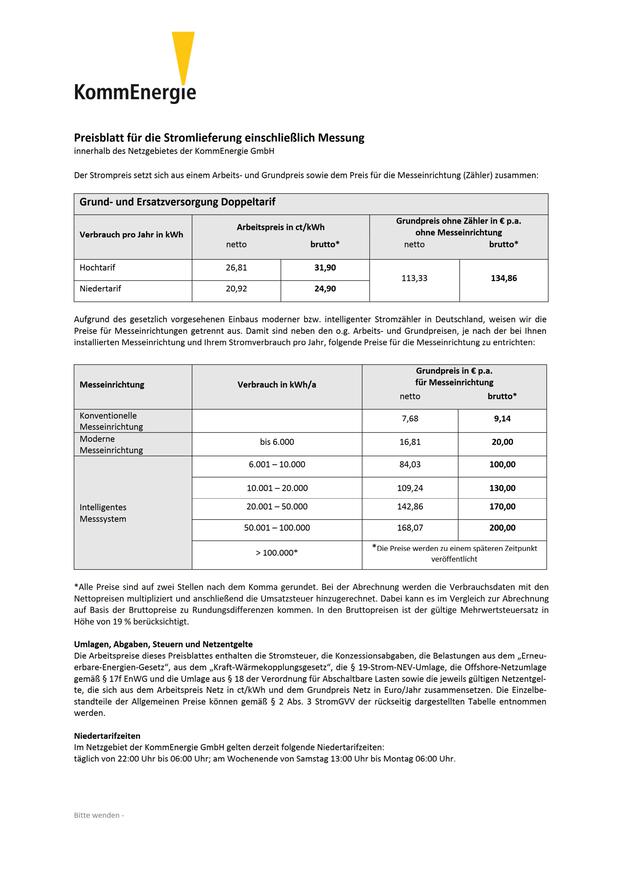 KommEnergie
Preisblatt für die Stromlieferung einschließlich Messung
innerhalb des Netzgebietes der KommEnergie GmbH
Der Strompreis setzt sich aus einem Arbeits- und Grundpreis sowie dem Preis für die Messeinrichtung (Zähler) zusammen:
Grund- und Ersatzversorgung Doppeltarif
Verbrauch pro Jahr in kWh
Arbeitspreis in ct/kWh
netto brutto*
Grundpreis ohne Zähler in € p.a.
ohne Messeinrichtung
netto brutto*
Hochtarif 26,81 31,90
113,33 134,86
Niedertarif 20,92 24,90
Aufgrund des gesetzlich vorgesehenen Einbaus moderner bzw. intelligenter Stromzähler in Deutschland, weisen wir die
Preise für Messeinrichtungen getrennt aus. Damit sind neben den o.g. Arbeits- und Grundpreisen, je nach der bei Ihnen
installierten Messeinrichtung und Ihrem Stromverbrauch pro Jahr, folgende Preise für die Messeinrichtung zu entrichten:
Messeinrichtung
Verbrauch in kWh/a
Grundpreis in € p.a.
für Messeinrichtung
netto brutto*
Konventionelle
Messeinrichtung
7,68 9,14
Moderne
Messeinrichtung
bis 6.000 16,81 20,00
Intelligentes
Messsystem
6.001 – 10.000 84,03 100,00
10.001 – 20.000 109,24 130,00
20.001 – 50.000 142,86 170,00
50.001 – 100.000 168,07 200,00
> 100.000*
*Die Preise werden zu einem späteren Zeitpunkt
veröffentlicht
*Alle Preise sind auf zwei Stellen nach dem Komma gerundet. Bei der Abrechnung werden die Verbrauchsdaten mit den
Nettopreisen multipliziert und anschließend die Umsatzsteuer hinzugerechnet. Dabei kann es im Vergleich zur Abrechnung
auf Basis der Bruttopreise zu Rundungsdifferenzen kommen. In den Bruttopreisen ist der gültige Mehrwertsteuersatz in
Höhe von 19 % berücksichtigt.
Umlagen, Abgaben, Steuern und Netzentgelte
Die Arbeitspreise dieses Preisblattes enthalten die Stromsteuer, die Konzessionsabgaben, die Belastungen aus dem „Erneu-
erbare-Energien-Gesetz“, aus dem „Kraft-Wärmekopplungsgesetz“, die § 19-Strom-NEV-Umlage, die Offshore-Netzumlage
gemäß § 17f EnWG und die Umlage aus § 18 der Verordnung für Abschaltbare Lasten sowie die jeweils gültigen Netzentgel-
te, die sich aus dem Arbeitspreis Netz in ct/kWh und dem Grundpreis Netz in Euro/Jahr zusammensetzen. Die Einzelbe-
standteile der Allgemeinen Preise können gemäß § 2 Abs. 3 StromGVV der rückseitig dargestellten Tabelle entnommen
werden.
Niedertarifzeiten
Im Netzgebiet der KommEnergie GmbH gelten derzeit folgende Niedertarifzeiten:
täglich von 22:00 Uhr bis 06:00 Uhr; am Wochenende von Samstag 13:00 Uhr bis Montag 06:00 Uhr.
Bitte wenden -